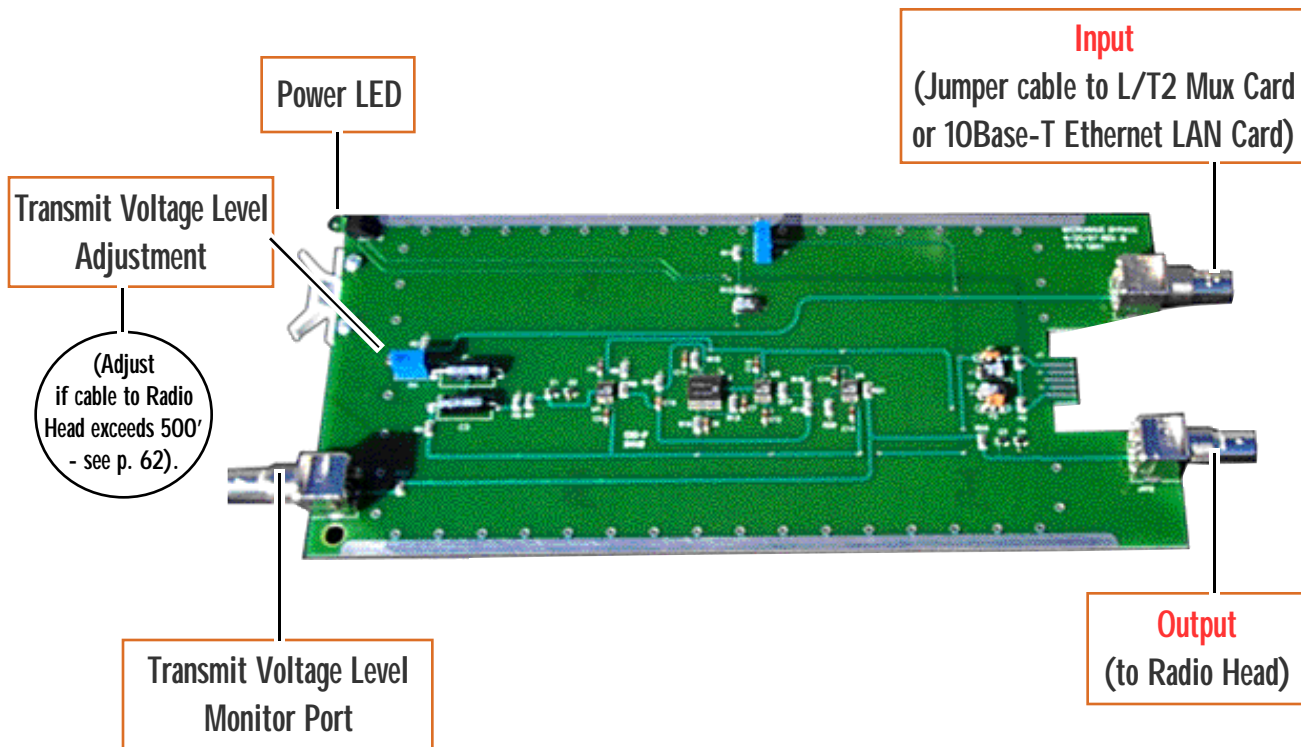 Input
(Jumper cable to L/T2 Mux Card
or 10Base-T Ethernet LAN Card)
Power LED
Transmit Voltage Level
Adjustment
(Adjust
if cable to Radio
Head exceeds 500'
- see p. 62).
Transmit Voltage Level
Monitor Port
Output
(to Radio Head)